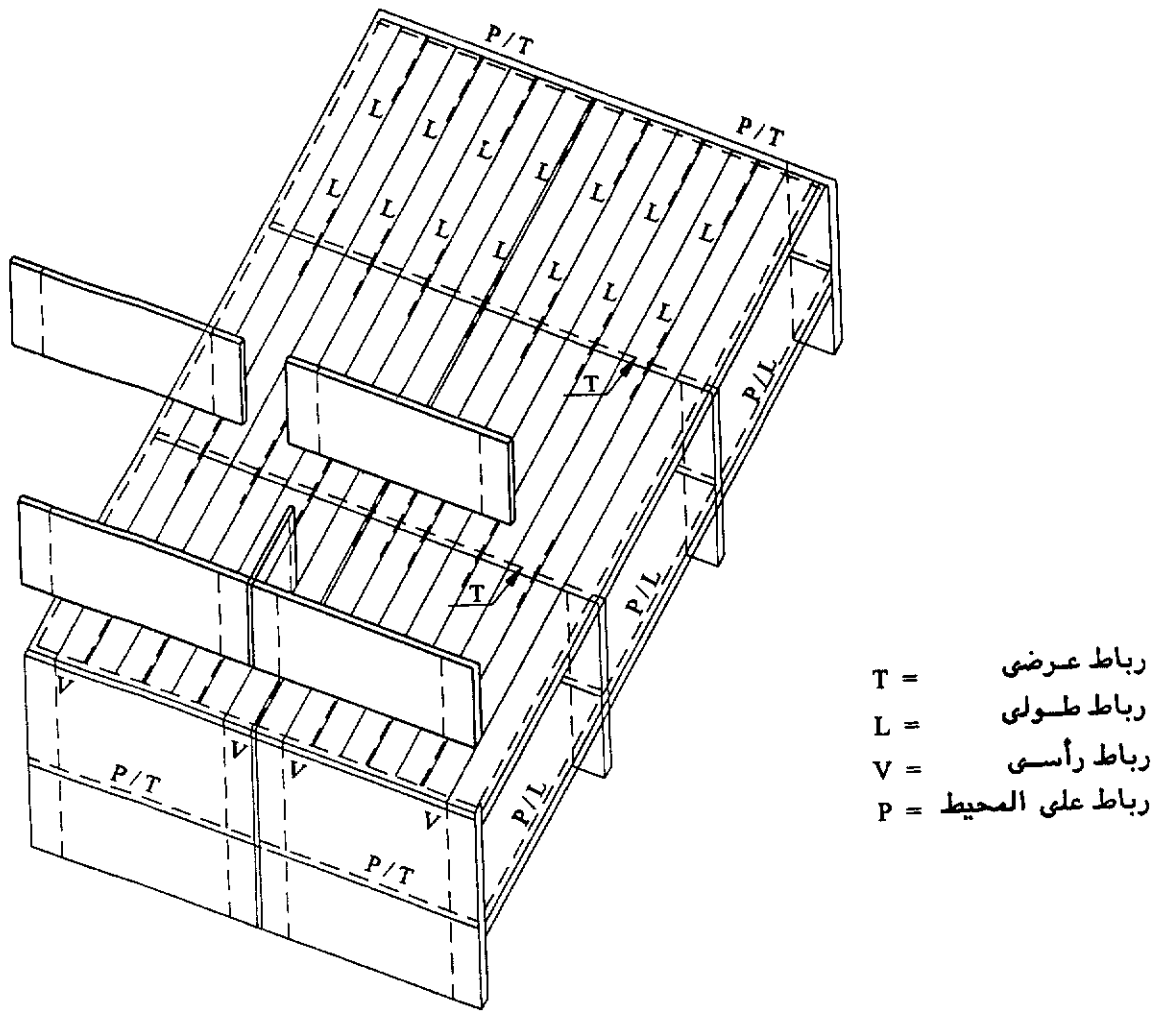 P/T
P/T
L
L
L
L
L
L
L
L
L
L
L
L
L
L
T
P/L
T
P/L
V
V
V
P/T
V
P/L
P/T
T = رباط عرضى
L = رباط طولى
V = رباط رأسى
P = رباط على المحيط